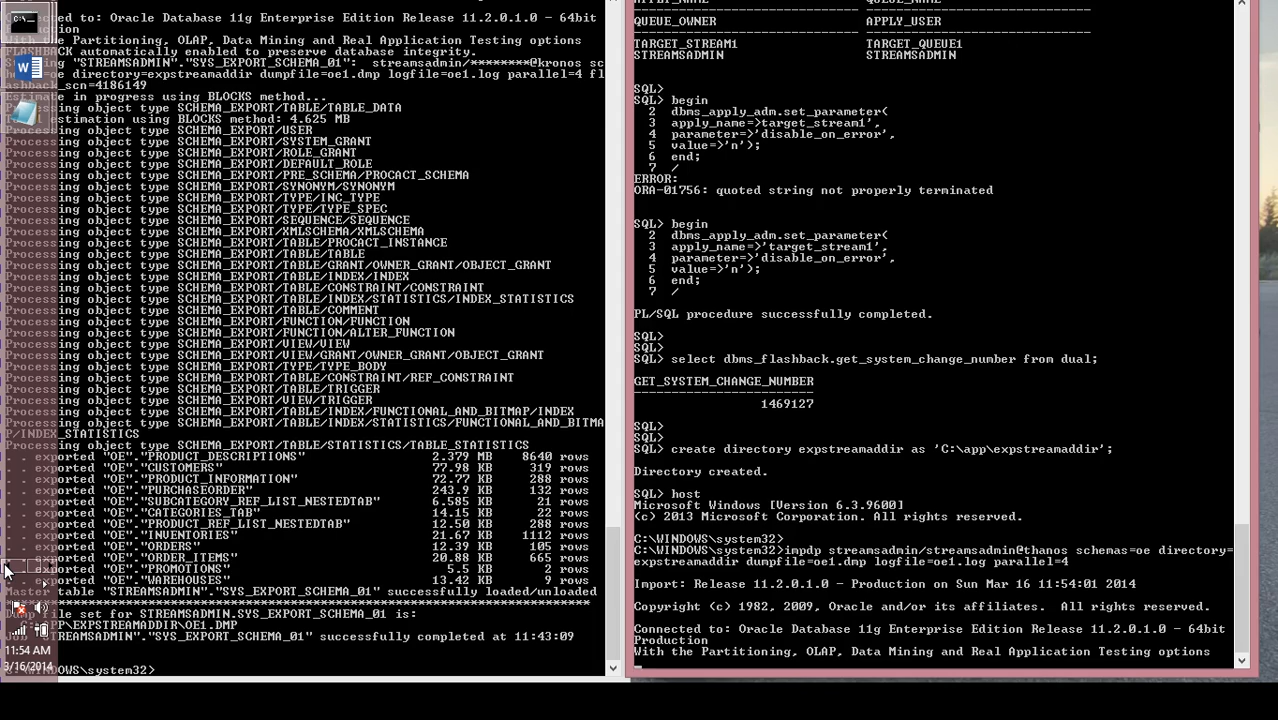 Connected to: Oracle Database 11g Enterprise Edition Release 11.2.0.1.0 - 64bit
With the Partitioning, OLAP, Data Mining and Real Application Testing options
FLASHBACK automatically enabled to preserve database integrity.
"STREAMSADMIN"."SYS_EXPORT_SCHEMA_01":  streamsadmin/********@kronos sc
directory=expstreamaddir dumpfile=oe1.dmp logfile=oe1.log parallel=4 fl
ashback_scn=4186149
Estimate in progress using BLOCKS method...
Processing object type SCHEMA_EXPORT/TABLE/TABLE_DATA
estimation using BLOCKS method: 4.625 MB
Processing object type SCHEMA_EXPORT/USER
Processing object type SCHEMA_EXPORT/SYSTEM_GRANT
Processing object type SCHEMA_EXPORT/ROLE_GRANT
Processing object type SCHEMA_EXPORT/DEFAULT_ROLE
Processing object type SCHEMA_EXPORT/PRE_SCHEMA/PROCACT_SCHEMA
Processing object type SCHEMA_EXPORT/SYNONYM/SYNONYM
Processing object type SCHEMA_EXPORT/TYPE/INC_TYPE
Processing object type SCHEMA_EXPORT/TYPE/TYPE_SPEC
Processing object type SCHEMA_EXPORT/SEQUENCE/SEQUENCE
Processing object type SCHEMA_EXPORT/XMLSCHEMA/XMLSCHEMA
Processing object type SCHEMA_EXPORT/TABLE/PROCACT_INSTANCE
Processing object type SCHEMA_EXPORT/TABLE/TABLE
Processing object type SCHEMA_EXPORT/TABLE/GRANT/OWNER_GRANT/OBJECT_GRANT
Processing object type SCHEMA_EXPORT/TABLE/INDEX/INDEX
Processing object type SCHEMA_EXPORT/TABLE/CONSTRAINT/CONSTRAINT
Processing object type SCHEMA_EXPORT/TABLE/INDEX/STATISTICS/INDEX_STATISTICS
Processing object type SCHEMA_EXPORT/TABLE/COMMENT
Processing object type SCHEMA_EXPORT/FUNCTION/FUNCTION
Processing object type SCHEMA_EXPORT/FUNCTION/ALTER_FUNCTION
Processing object type SCHEMA_EXPORT/VIEW/VIEW
Processing object type SCHEMA_EXPORT/VIEW/GRANT/OWNER_GRANT/OBJECT_GRANT
Processing object type SCHEMA_EXPORT/TYPE/TYPE_BODY
Processing object type SCHEMA_EXPORT/TABLE/CONSTRAINT/REF_CONSTRAINT
Processing object type SCHEMA_EXPORT/TABLE/TRIGGER
Processing object type SCHEMA_EXPORT/VIEW/TRIGGER
Processing object type SCHEMA_EXPORT/TABLE/INDEX/FUNCTIONAL_AND_BITMAP/INDEX
Processing object type SCHEMA_EXPORT/TABLE/INDEX/STATISTICS/FUNCTIONAL_AND_BITMA
P/INDEX_STATISTICS
Processing object type SCHEMA_EXPORT/TABLE/STATISTICS/TABLE_STATISTICS
. . exported "OE"."PRODUCT_DESCRIPTIONS" 2.379 MB 8640 rows
. . exported "OE"."CUSTOMERS" 77.98 KB 319 rows
. . exported "OE"."PRODUCT_INFORMATION" 72.77 KB 288 rows
. . exported "OE"."PURCHASEORDER" 243.9 KB 132 rows
. . exported "OE"."SUBCATEGORY_REF_LIST_NESTEDTAB" 6.585 KB 21 rows
. . exported "OE"."CATEGORIES_TAB" 14.15 KB 22 rows
. . exported "OE"."PRODUCT_REF_LIST_NESTEDTAB" 12.50 KB 288 rows
. . exported "OE"."INVENTORIES" 21.67 KB 1112 rows
. . exported "OE"."ORDERS" 12.39 KB 105 rows
. . exported "OE"."ORDER_ITEMS" 20.88 KB 665 rows
. . exported "OE"."PROMOTIONS" 5.5 KB 2 rows
. . exported "OE"."WAREHOUSES" 13.42 KB 9 rows
Master table "STREAMSADMIN"."SYS_EXPORT_SCHEMA_01" successfully loaded/unloaded
******************************************************************************
set for STREAMSADMIN.SYS_EXPORT_SCHEMA_01 is:
\EXPSTREAMADDIR\OE1.DMP
"STREAMSADMIN"."SYS_EXPORT_SCHEMA_01" successfully completed at 11:43:09
C:\WINDOWS\system32>
11:54 AM
3/16/2014
QUEUE_OWNER APPLY_USER
TARGET_STREAM1 TARGET_QUEUE1
STREAMSADMIN STREAMSADMIN
SQL>
SQL> begin
2 dbms_apply_adm.set_parameter(
3 apply_name=>target_stream1',
4 parameter=>'disable_on_error',
5 value=>'n');
6 end;
7 /
ERROR:
ORA-01756: quoted string not properly terminated
SQL> begin
2 dbms_apply_adm.set_parameter(
3 apply_name=>'target_stream1',
4 parameter=>'disable_on_error',
5 value=>'n');
6 end;
7 /
PL/SQL procedure successfully completed.
SQL>
SQL>
SQL> select dbms_flashback.get_system_change_number from dual;
GET_SYSTEM_CHANGE_NUMBER
------------------------
1469127
SQL>
SQL>
SQL> create directory expstreamaddir as 'C:\app\expstreamaddir';
Directory created.
SQL> host
Microsoft Windows [Version 6.3.9600]
(c) 2013 Microsoft Corporation. All rights reserved.
C:\WINDOWS\system32>
C:\WINDOWS\system32>impdp streamsadmin/streamsadmin@thanos schemas=oe directory=
expstreamaddir dumpfile=oe1.dmp logfile=oe1.log parallel=4
Import: Release 11.2.0.1.0 - Production on Sun Mar 16 11:54:01 2014
Copyright (c) 1982, 2009, Oracle and/or its affiliates.  All rights reserved.
Connected to: Oracle Database 11g Enterprise Edition Release 11.2.0.1.0 - 64bit
Production
With the Partitioning, OLAP, Data Mining and Real Application Testing options